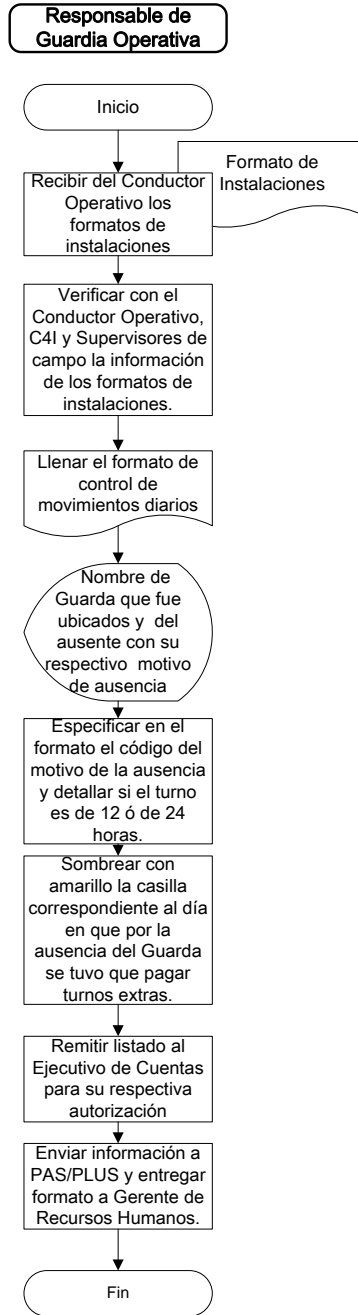 Responsable de
Guardia Operativa
Inicio
Formato de
Instalaciones
Recibir del Conductor
Operativo los
formatos de
instalaciones
Verificar con el
Conductor Operativo,
C4I y Supervisores de
campo la información
de los formatos de
instalaciones.
Llenar el formato de
control de
movimientos diarios
Nombre de
Guarda que fue
ubicados y del
ausente con su
respectivo motivo
de ausencia
Especificar en el
formato el código del
motivo de la ausencia
y detallar si el turno
es de 12 ó de 24
horas.
Sombrear con
amarillo la casilla
correspondiente al día
en que por la
ausencia del Guarda
se tuvo que pagar
turnos extras.
Remitir listado al
Ejecutivo de Cuentas
para su respectiva
autorización
Enviar información a
PAS/PLUS y entregar
formato a Gerente de
Recursos Humanos.
Fin